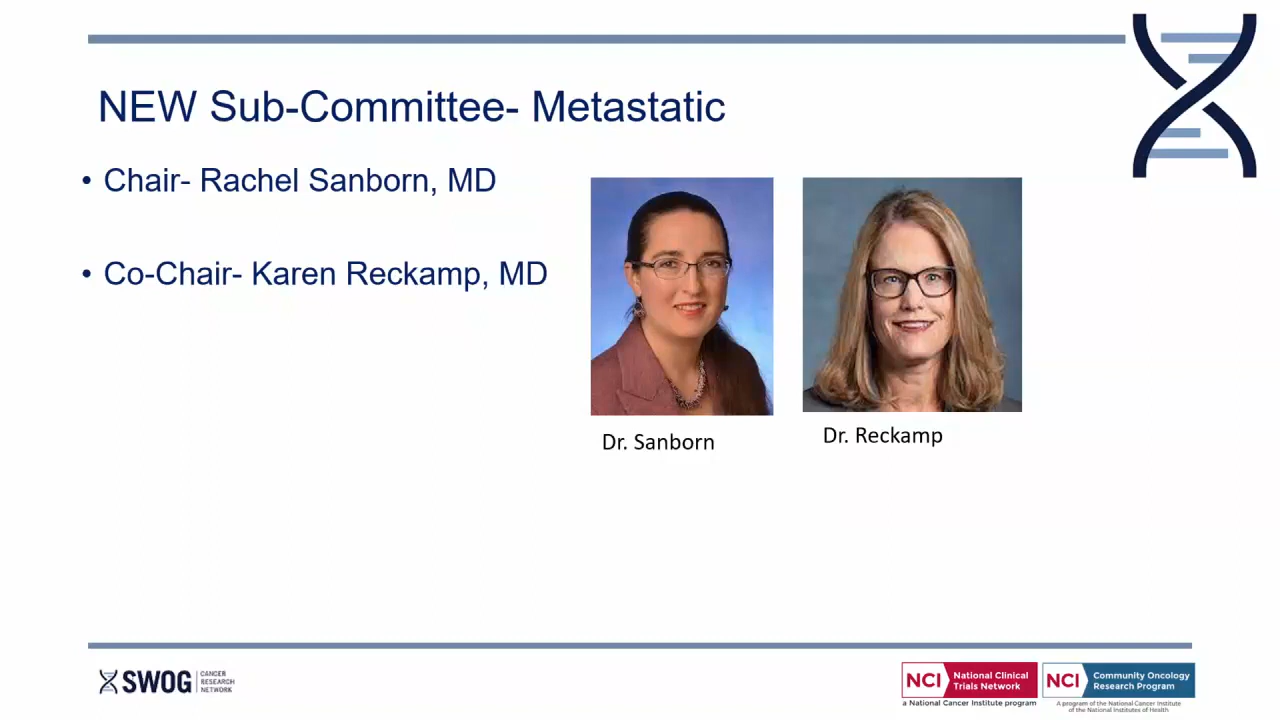 NEW Sub-Committee- Metastatic
• Chair- Rachel Sanborn, MD
• Co-Chair- Karen Reckamp, MD
Dr. Sanborn
Dr. Reckamp
SWOG
CANCER
RESEARCH
NETWORK
NCI
National Clinical
Trials Network
a National Cancer Institute program
NCI
Community Oncology
Research Program
A program of the National Cancer Institute
of the National Institutes of Health